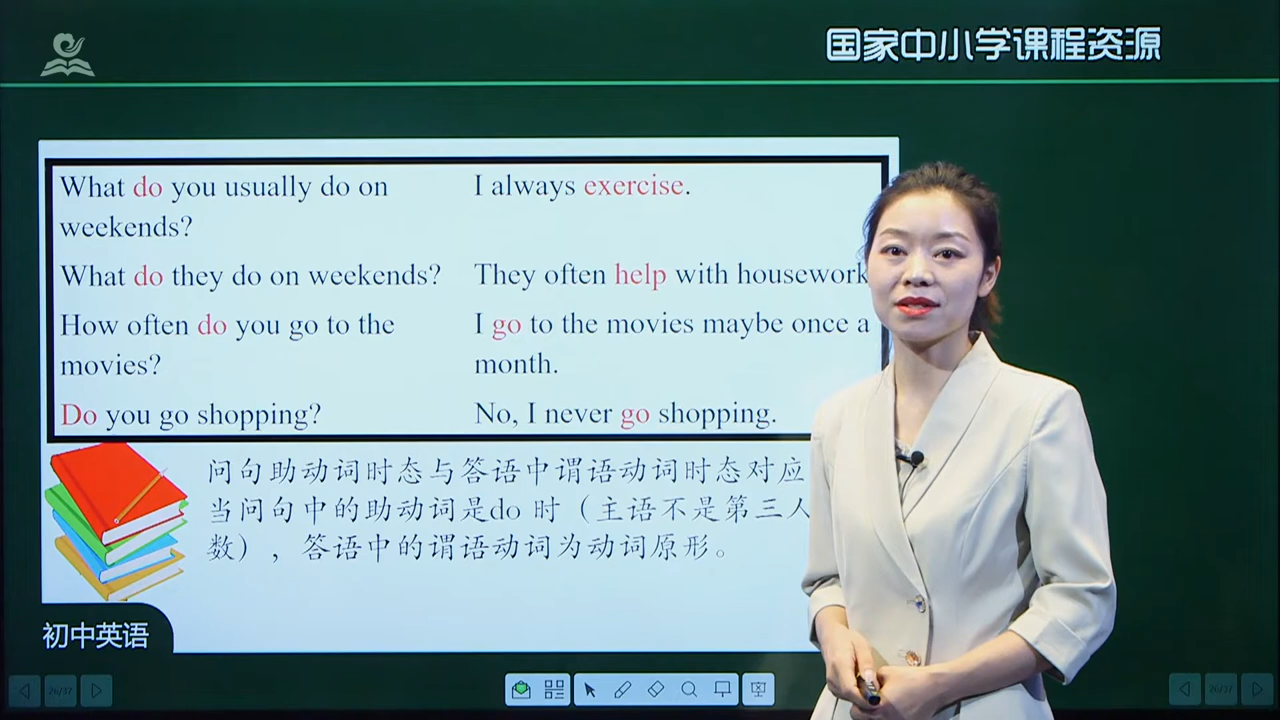 国家中小学课程资源
What do you usually do on
weekends?
I always exercise.
What do they do on weekends?
They often help with housework
How often do you go to the
movies?
I go to the movies maybe once a
month.
Do you go shopping?
No, I never go shopping.
问句助动词时态与答语中谓语动词时态对应
当问句中的助动词是do 时（主语不是第三人
数），答语中的谓语动词为动词原形。
初中英语
26/37
26/37